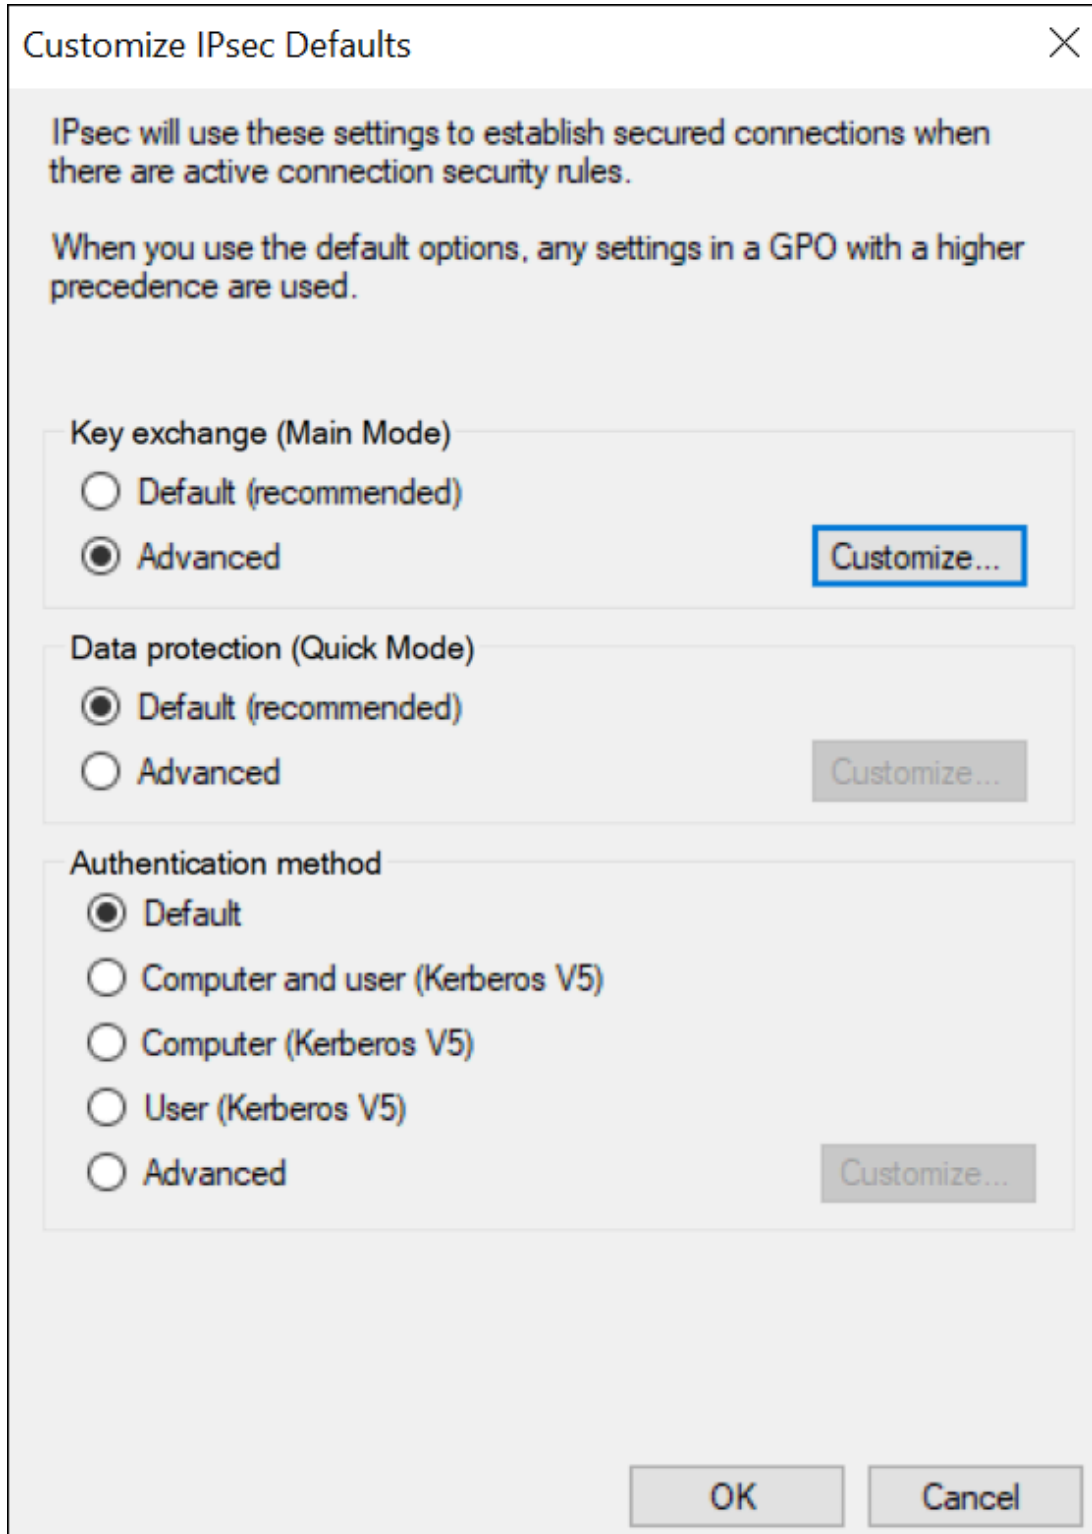 Customize IPsec Defaults
IPsec will use these settings to establish secured connections when
there are active connection security rules.
When you use the default options, any settings in a GPO with a higher
precedence are used.
Key exchange (Main Mode)
Default (recommended)
Advanced
Customize...
Data protection (Quick Mode)
Default (recommended)
Advanced
Customize...
Authentication method
Default
Computer and user (Kerberos V5)
Computer (Kerberos V5)
User (Kerberos V5)
Advanced
Customize...
OK
Cancel